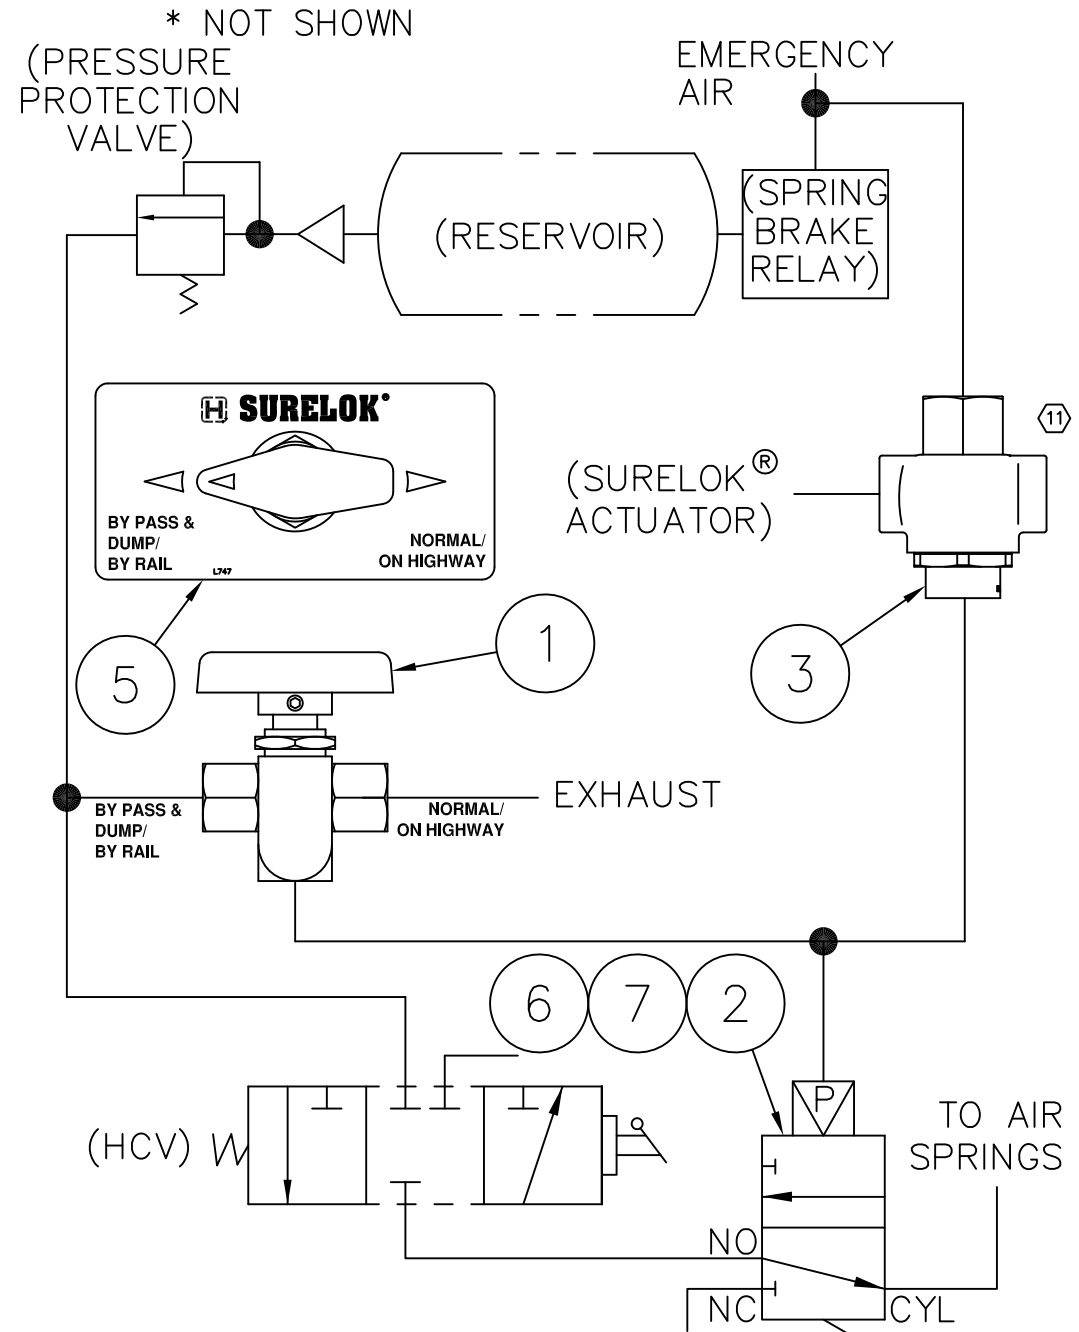 * NOT SHOWN
(PRESSURE
PROTECTION
VALVE)
EMERGENCY
AIR
(RESERVOIR)
(SPRING
BRAKE
RELAY)
H SURELOK®
BY PASS &
DUMP/
BY RAIL
L747
NORMAL/
ON HIGHWAY
(SURELOK®
ACTUATOR)
11
5
1
3
BY PASS &
DUMP/
BY RAIL
NORMAL/
ON HIGHWAY
EXHAUST
6
7
2
(HCV)
P
TO AIR
SPRINGS
NO
NC
CYL